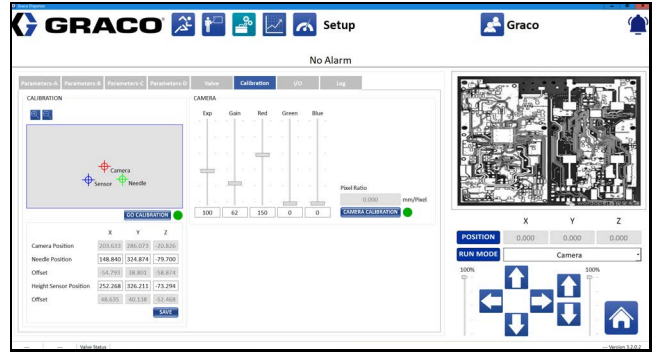 Graco Dispense
GRACO Setup Graco
No Alarm
Parameters-A Parameters-B Parameters-C Parameters-D Valve Calibration I/O Log
CALIBRATION
CAMERA
Exp Gain Red Green Blue
Camera
Sensor Needle
Pixel Ratio
0.000 mm/Pixel
100 62 150 0 0 CAMERA CALIBRATION
GO CALIBRATION
X Y Z
Camera Position 203.633 286.073 -20.826
Needle Position 148.840 324.874 -79.700
Offset -54.793 38.801 -58.874
Height Sensor Position 252.268 326.211 -73.294
Offset 48.635 40.138 -52.468
SAVE
X Y Z
POSITION 0.000 0.000 0.000
RUN MODE Camera
100% 100%
--- --- Valve Status --- Version 3.2.0.2